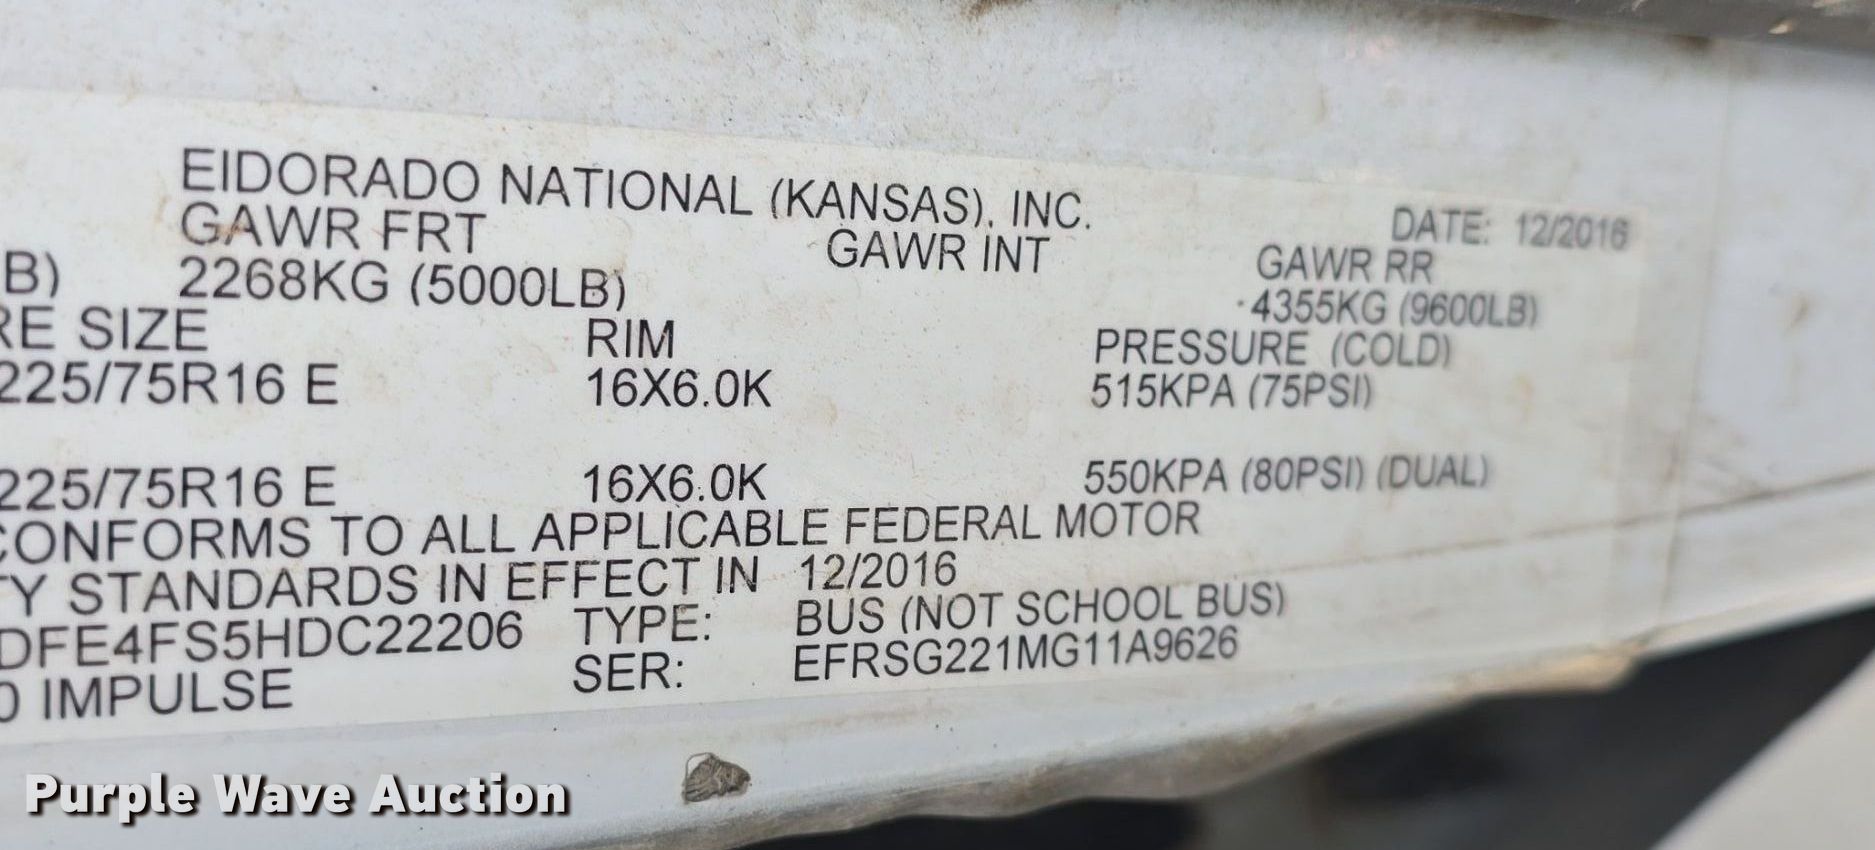 EIDORADO NATIONAL (KANSAS), INC. DATE: 12/2016
GAWR FRT GAWR INT GAWR RR
B) 2268KG (5000LB) 4355KG (9600LB)
RE SIZE RIM PRESSURE (COLD)
225/75R16 E 16X6.0K 515KPA (75PSI)
225/75R16 E 16X6.0K 550KPA (80PSI) (DUAL)
CONFORMS TO ALL APPLICABLE FEDERAL MOTOR
TY STANDARDS IN EFFECT IN 12/2016
DFE4FS5HDC22206 TYPE: BUS (NOT SCHOOL BUS)
0 IMPULSE SER: EFRSG221MG11A9626
Purple Wave Auction